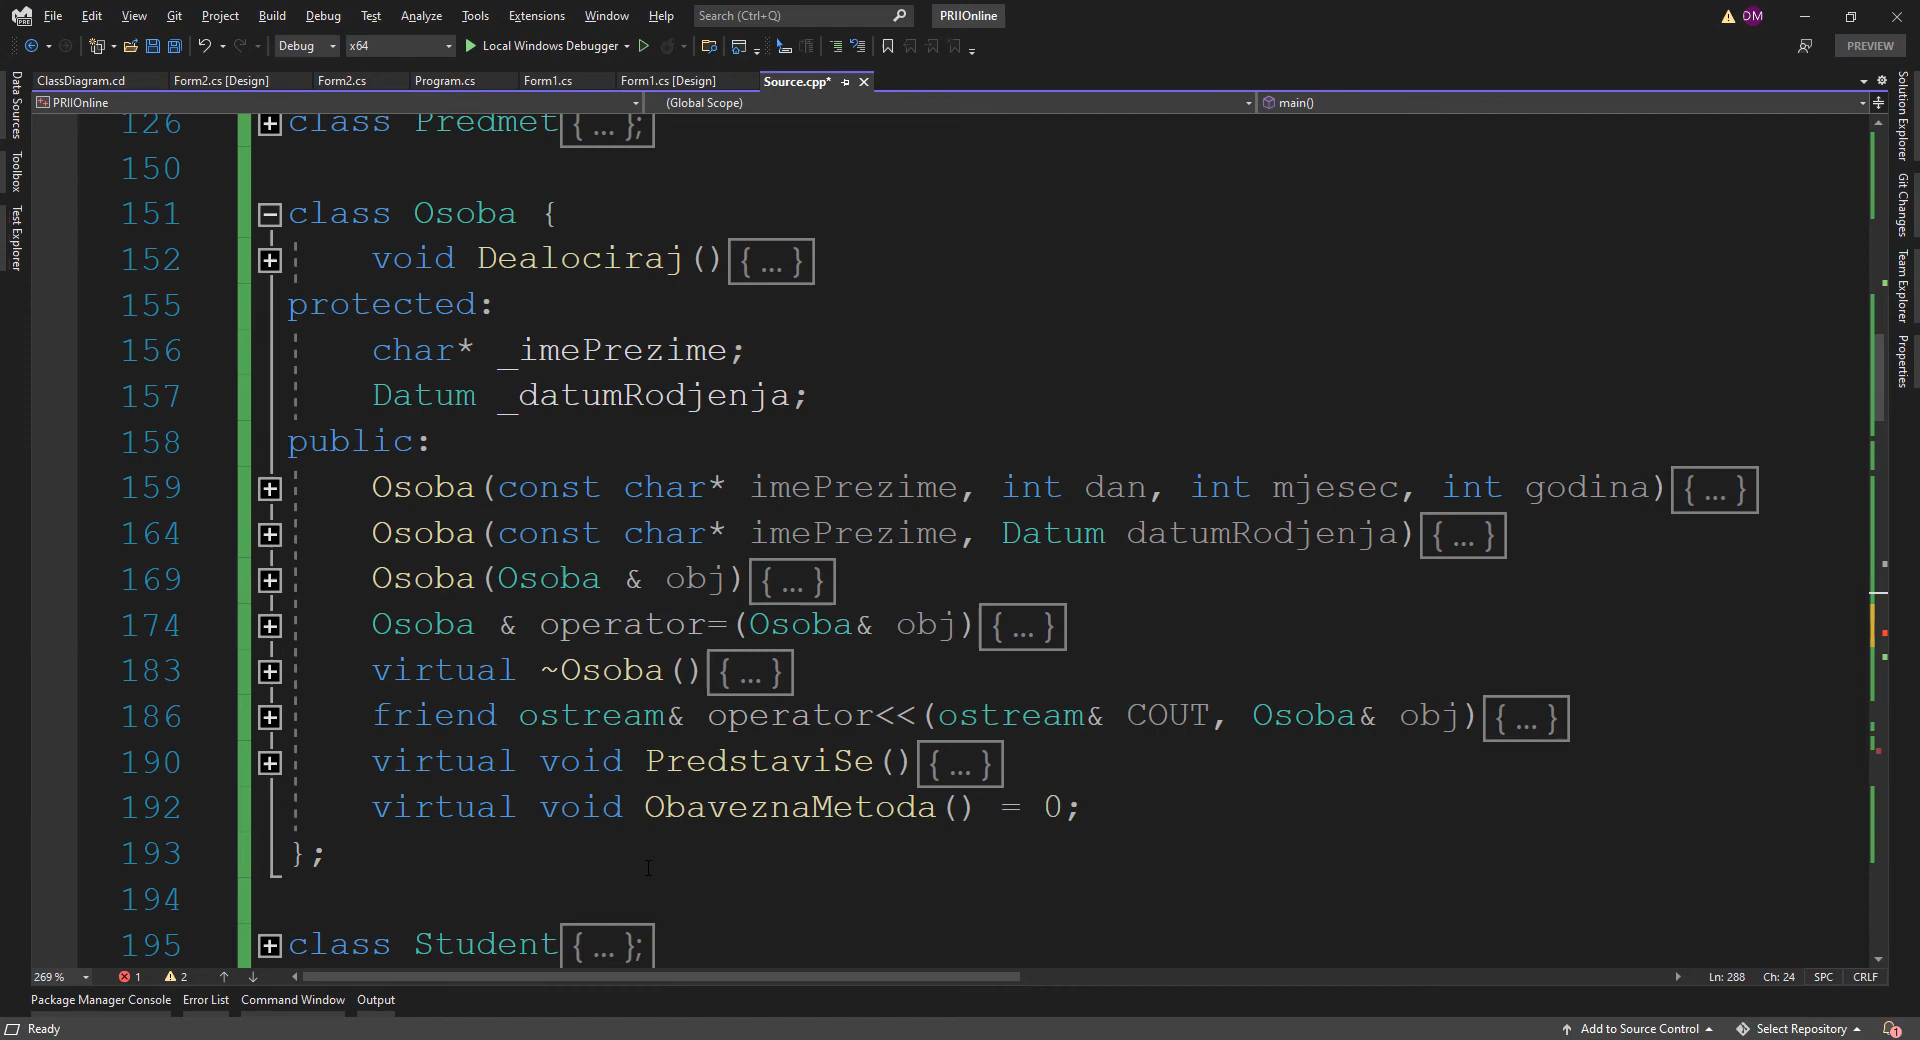 File Edit View Git Project Build Debug Test Analyze Tools Extensions Window Help Search (Ctrl+Q) PRIIOnline DM
Debug x64 Local Windows Debugger PREVIEW
ClassDiagram.cd Form2.cs [Design] Form2.cs Program.cs Form1.cs Form1.cs [Design] Source.cpp*
PRIIOnline (Global Scope) main()
Data Sources
Toolbox
Test Explorer
126 class Predmet{ ... };
150
151 class Osoba {
152 void Dealociraj(){ ... }
155 protected:
156 char* _imePrezime;
157 Datum _datumRodjenja;
158 public:
159 Osoba(const char* imePrezime, int dan, int mjesec, int godina){ ... }
164 Osoba(const char* imePrezime, Datum datumRodjenja){ ... }
169 Osoba(Osoba & obj){ ... }
174 Osoba & operator=(Osoba& obj){ ... }
183 virtual ~Osoba(){ ... }
186 friend ostream& operator<<(ostream& COUT, Osoba& obj){ ... }
190 virtual void PredstaviSe(){ ... }
192 virtual void ObaveznaMetoda() = 0;
193 };
194
195 class Student{ ... };
Solution Explorer
Git Changes
Team Explorer
Properties
269 % 1 2 Ln: 288 Ch: 24 SPC CRLF
Package Manager Console Error List Command Window Output
Ready Add to Source Control Select Repository 1